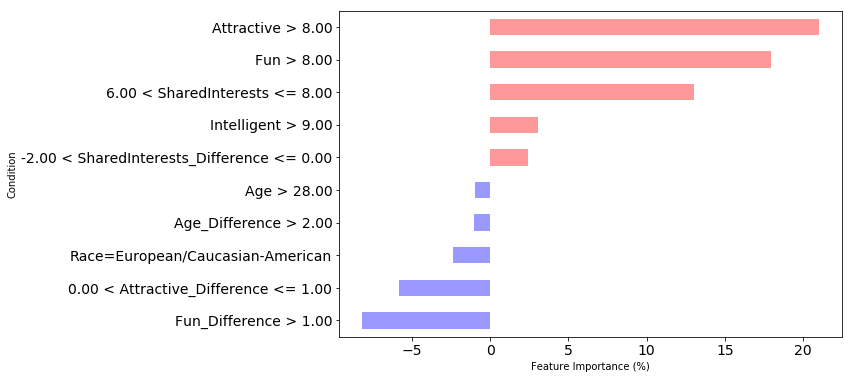 Attractive > 8.00
Fun > 8.00
6.00 < SharedInterests <= 8.00
Intelligent > 9.00
-2.00 < SharedInterests_Difference <= 0.00
Age > 28.00
Age_Difference > 2.00
Race=European/Caucasian-American
0.00 < Attractive_Difference <= 1.00
Fun_Difference > 1.00
Condition
−5 0 5 10 15 20
Feature Importance (%)